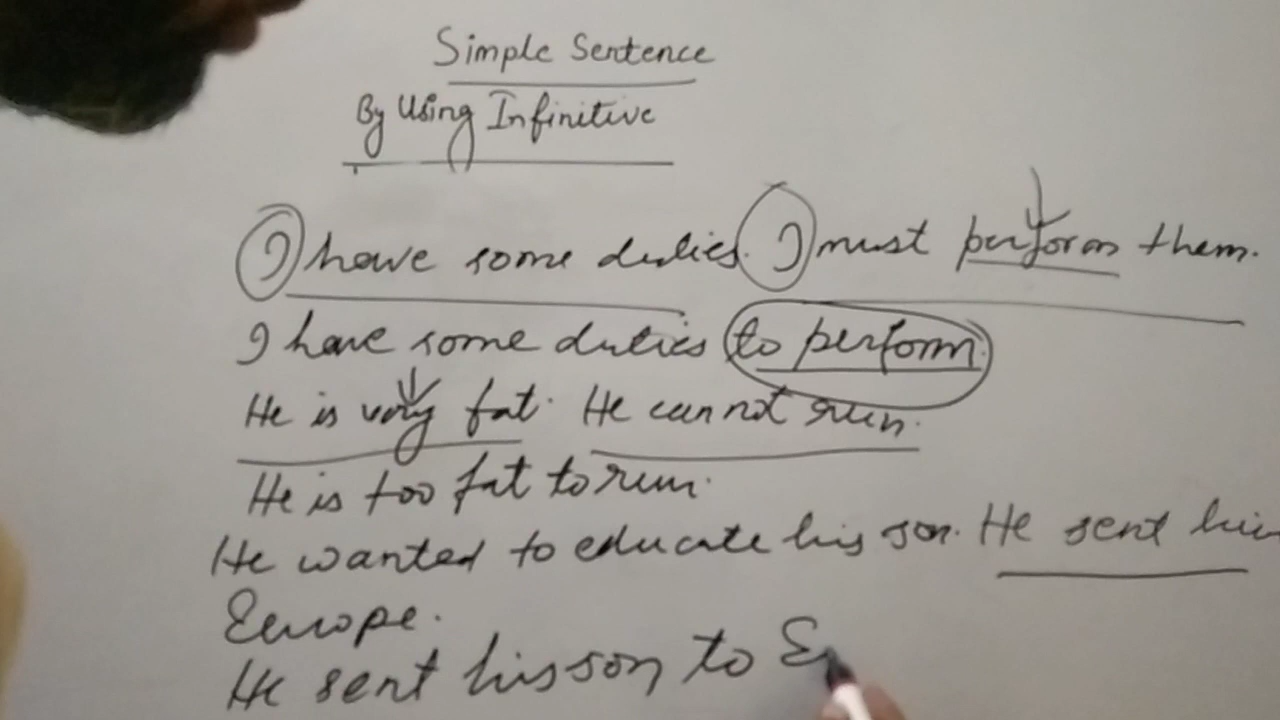 Simple Sentence
By Using Infinitive
I have some duties. I must perform them.
I have some duties to perform.
He is very fat. He cannot run.
He is too fat to run.
He wanted to educate his son. He sent
Europe.
He sent his son to